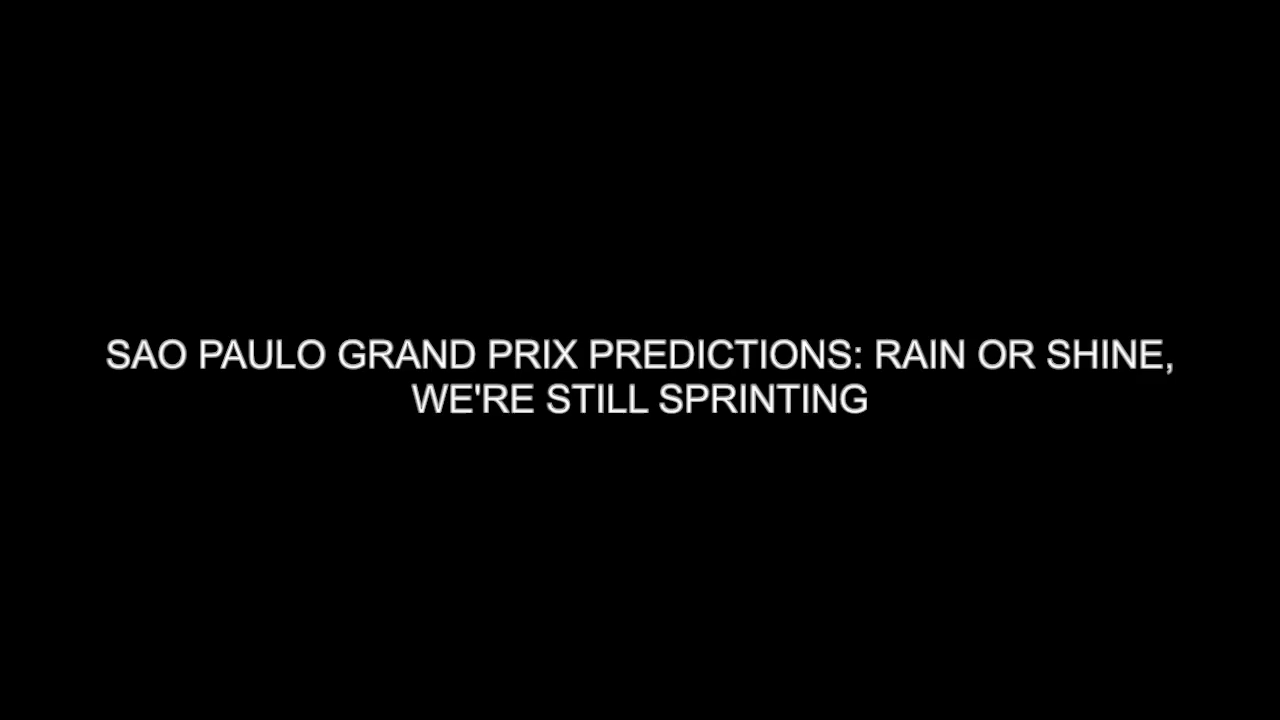 SAO PAULO GRAND PRIX PREDICTIONS: RAIN OR SHINE,
WE'RE STILL SPRINTING